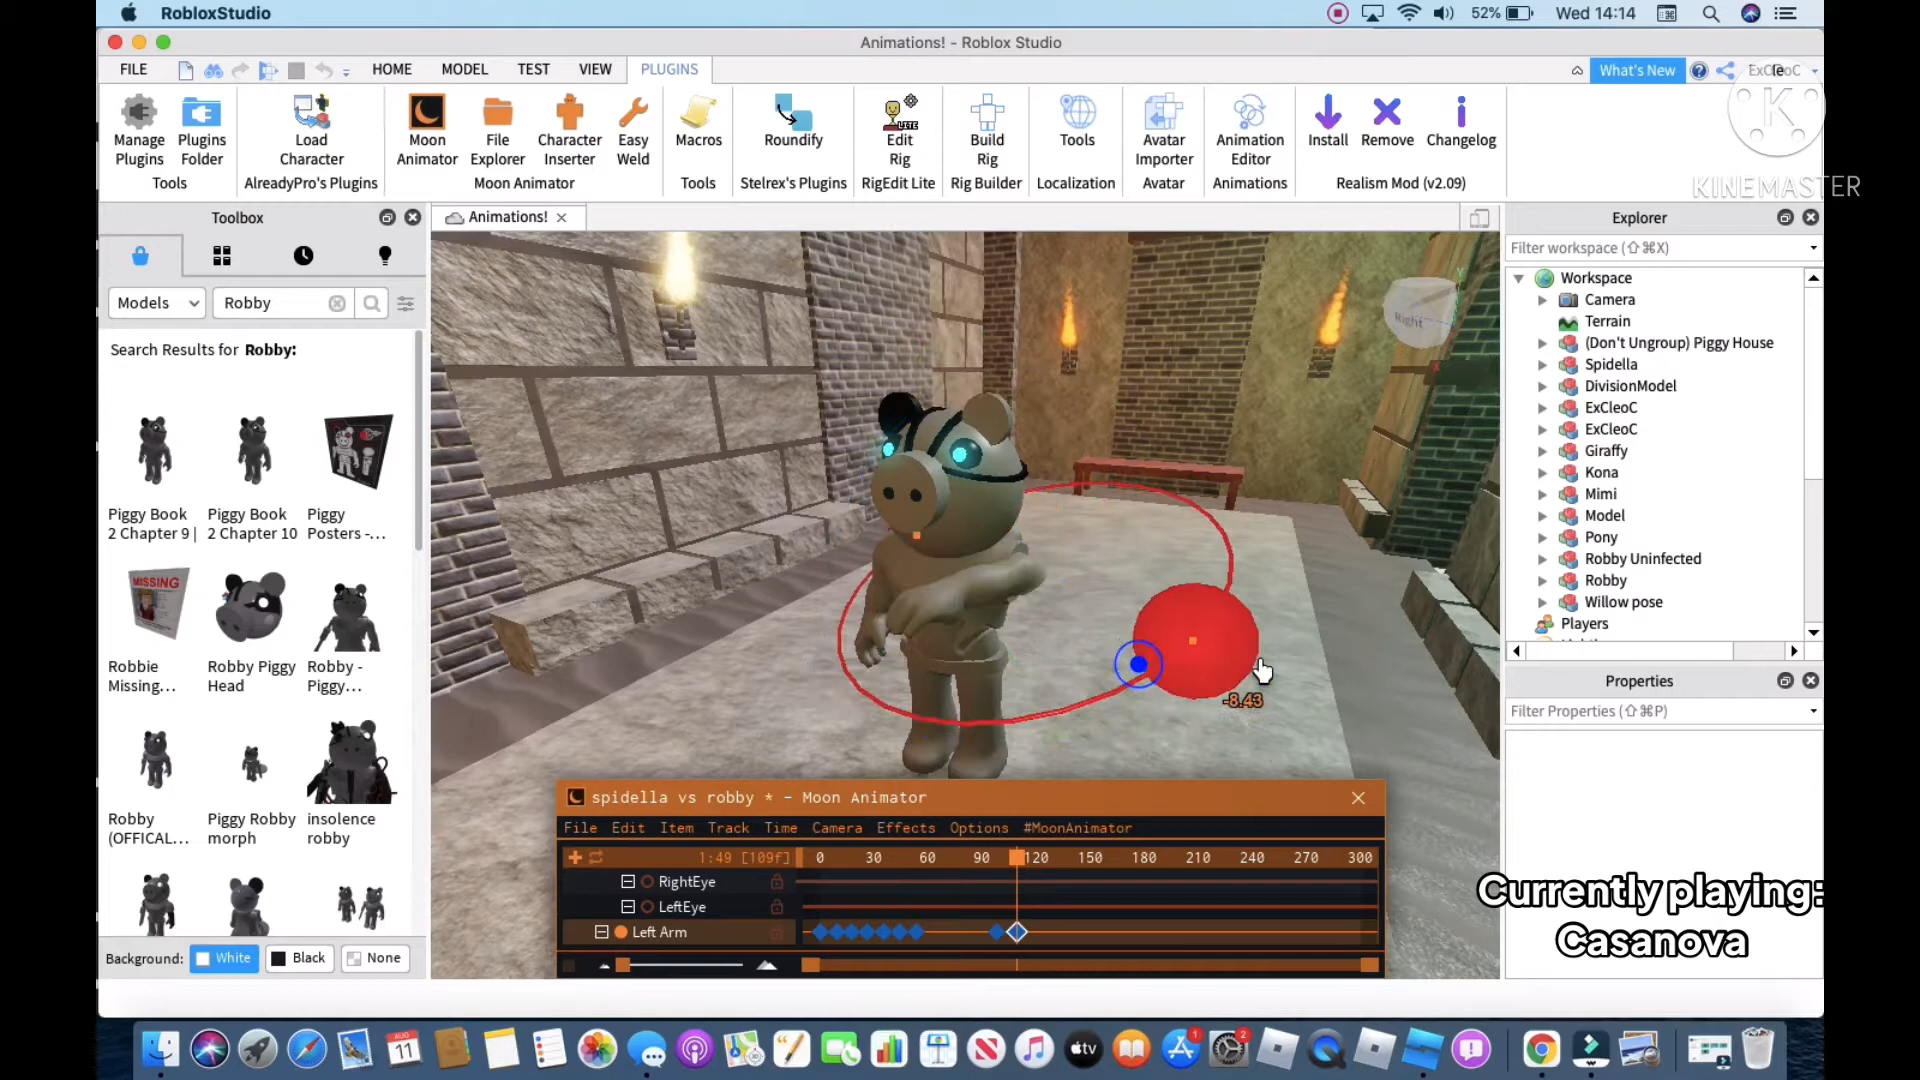 RobloxStudio
52%
Wed 14:14
Animations! - Roblox Studio
FILE
HOME
MODEL
TEST
VIEW
PLUGINS
What's New
ExCleoC
Manage Plugins
Plugins Folder
Load Character
Moon Animator
File Explorer
Character Inserter
Easy Weld
Macros
Roundify
Edit Rig
Build Rig
Tools
Avatar Importer
Animation Editor
Install
Remove
Changelog
Tools
AlreadyPro's Plugins
Moon Animator
Tools
Stelrex's Plugins
RigEdit Lite
Rig Builder
Localization
Avatar
Animations
Realism Mod (v2.09)
K
KINEMASTER
Toolbox
Models
Robby
Search Results for Robby:
Piggy Book 2 Chapter 9 |
Piggy Book 2 Chapter 10
Piggy Posters -...
MISSING
Robbie Missing...
Robby Piggy Head
Robby - Piggy...
Robby (OFFICAL...
Piggy Robby morph
insolence robby
Background:
White
Black
None
Animations!
Right
-8.43
spidella vs robby * - Moon Animator
File Edit Item Track Time Camera Effects Options #MoonAnimator
1:49 [109f]
0 30 60 90 120 150 180 210 240 270 300
RightEye
LeftEye
Left Arm
Explorer
Filter workspace (⇧⌘X)
Workspace
Camera
Terrain
(Don't Ungroup) Piggy House
Spidella
DivisionModel
ExCleoC
ExCleoC
Giraffy
Kona
Mimi
Model
Pony
Robby Uninfected
Robby
Willow pose
Players
Properties
Filter Properties (⇧⌘P)
Currently playing:
Casanova
AUG
11
tv
1
2